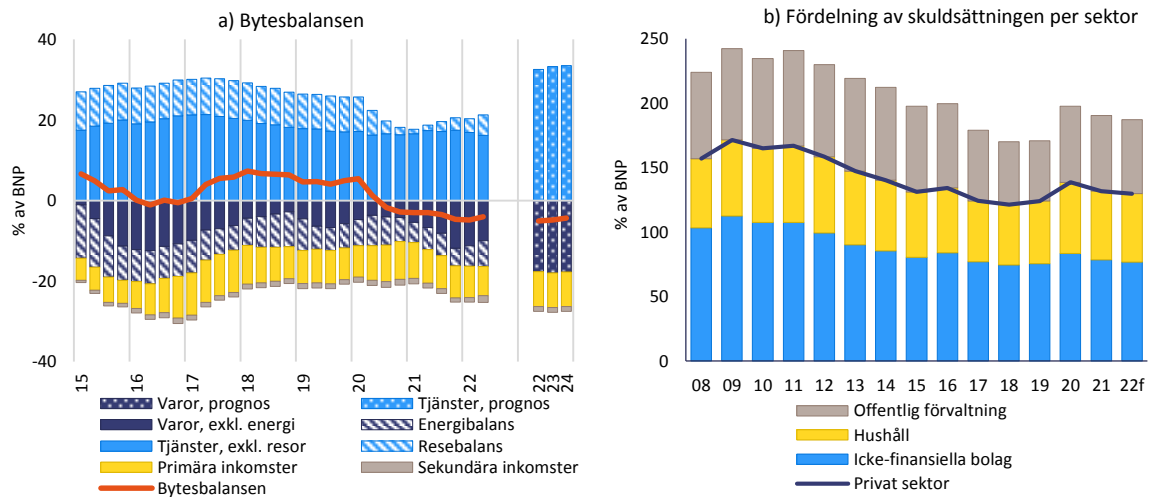 a) Bytesbalansen
% av BNP
40
20
0
-20
-40
15
16
17
18
19
20
21
22
22
23
24
Varor, prognos
Tjänster, prognos
Varor, exkl. energi
Energibalans
Tjänster, exkl. resor
Resebalans
Primära inkomster
Sekundära inkomster
Bytesbalansen
b) Fördelning av skuldsättningen per sektor
% av BNP
250
200
150
100
50
0
08 09 10 11 12 13 14 15 16 17 18 19 20 21 22f
Offentlig förvaltning
Hushåll
Icke-finansiella bolag
Privat sektor